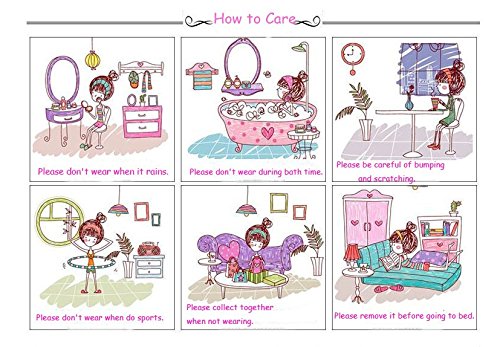 How to Care
Please don't wear when it rains.
Please don't wear during bath time.
Please be careful of bumping
and scratching.
Please don't wear when do sports.
Please collect together
when not wearing.
Please remove it before going to bed.